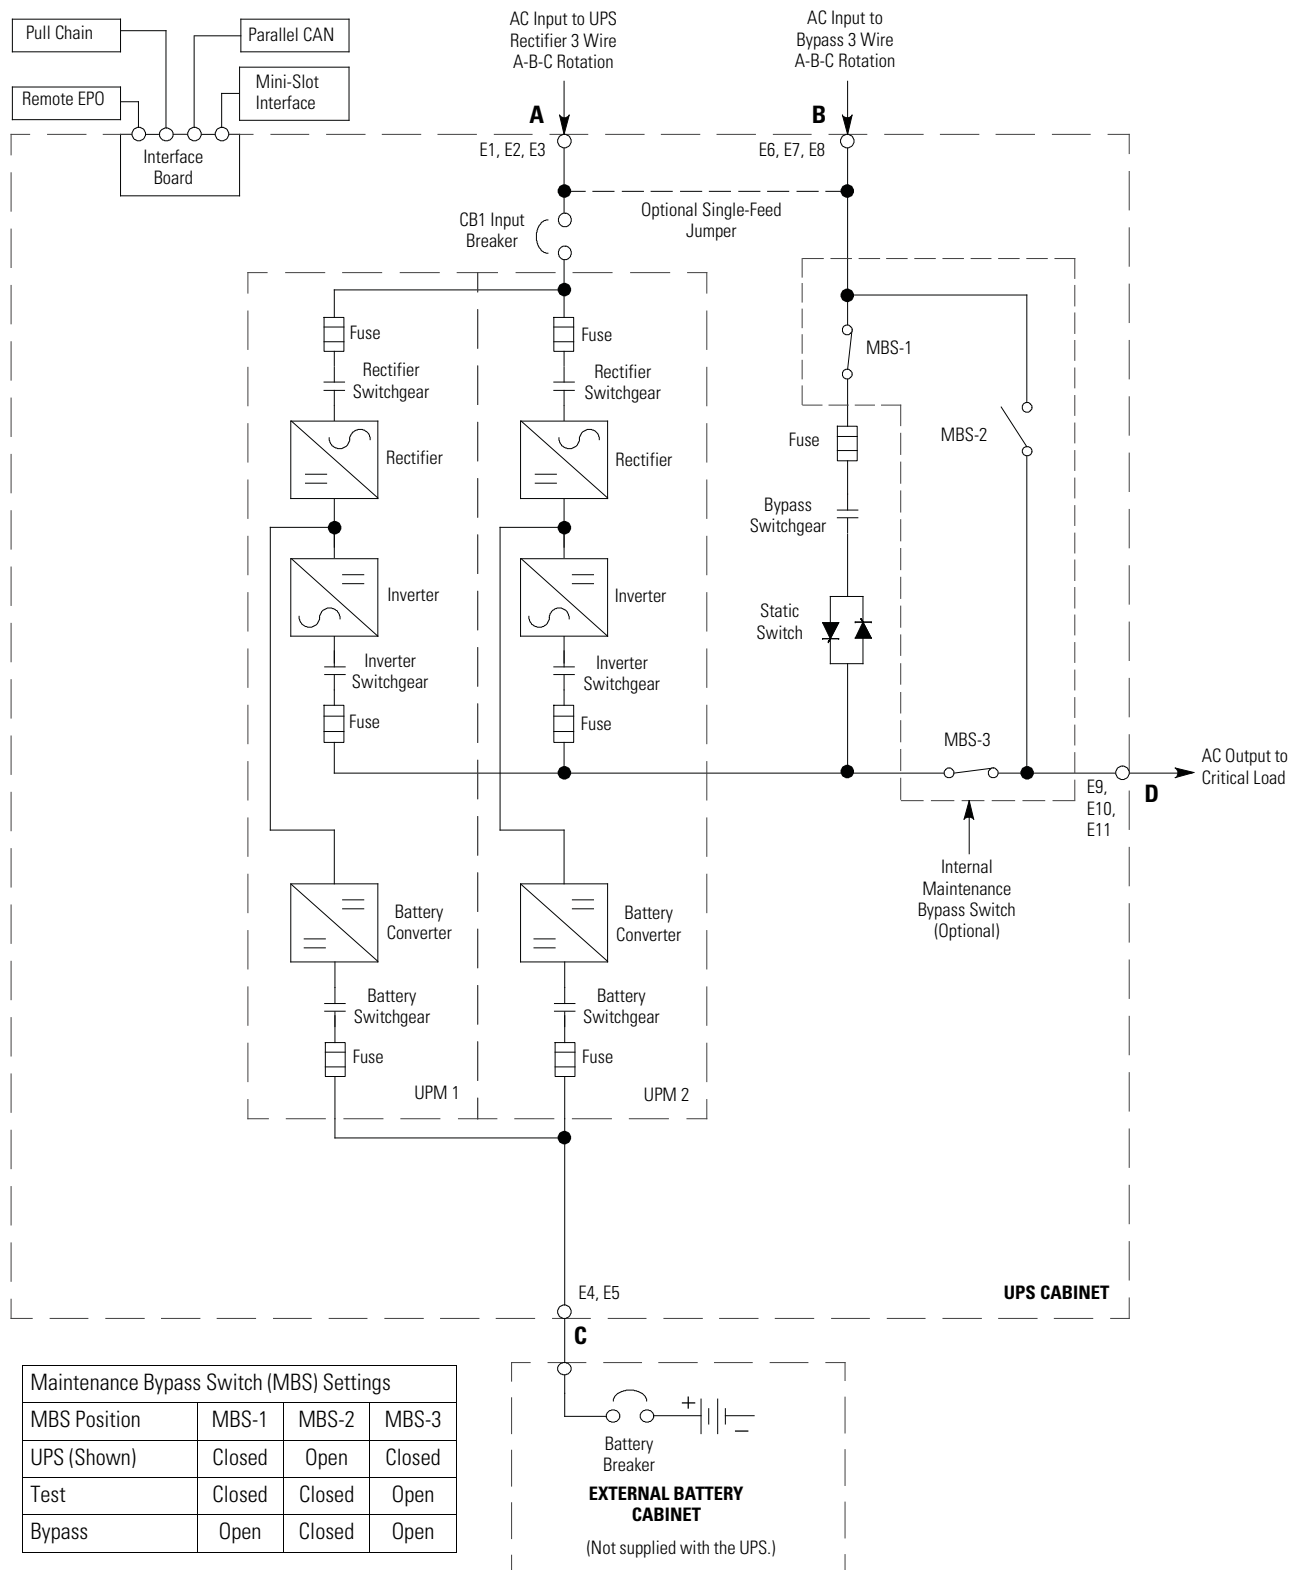 Pull Chain
Parallel CAN
Remote EPO
Mini-Slot
Interface
Interface
Board
AC Input to UPS
Rectifier 3 Wire
A-B-C Rotation
AC Input to
Bypass 3 Wire
A-B-C Rotation
A
B
E1, E2, E3
E6, E7, E8
CB1 Input
Breaker
Optional Single-Feed
Jumper
Fuse
Fuse
Rectifier
Switchgear
Rectifier
Switchgear
MBS-1
MBS-2
Fuse
Rectifier
Rectifier
Bypass
Switchgear
Inverter
Inverter
Static
Switch
Inverter
Switchgear
Inverter
Switchgear
Fuse
Fuse
MBS-3
AC Output to
Critical Load
E9,
E10,
E11
D
Internal
Maintenance
Bypass Switch
(Optional)
Battery
Converter
Battery
Converter
Battery
Switchgear
Battery
Switchgear
Fuse
Fuse
UPM 1
UPM 2
E4, E5
UPS CABINET
C
Maintenance Bypass Switch (MBS) Settings
MBS Position MBS-1 MBS-2 MBS-3
UPS (Shown) Closed Open Closed
Test Closed Closed Open
Bypass Open Closed Open
+
–
Battery
Breaker
EXTERNAL BATTERY
CABINET
(Not supplied with the UPS.)